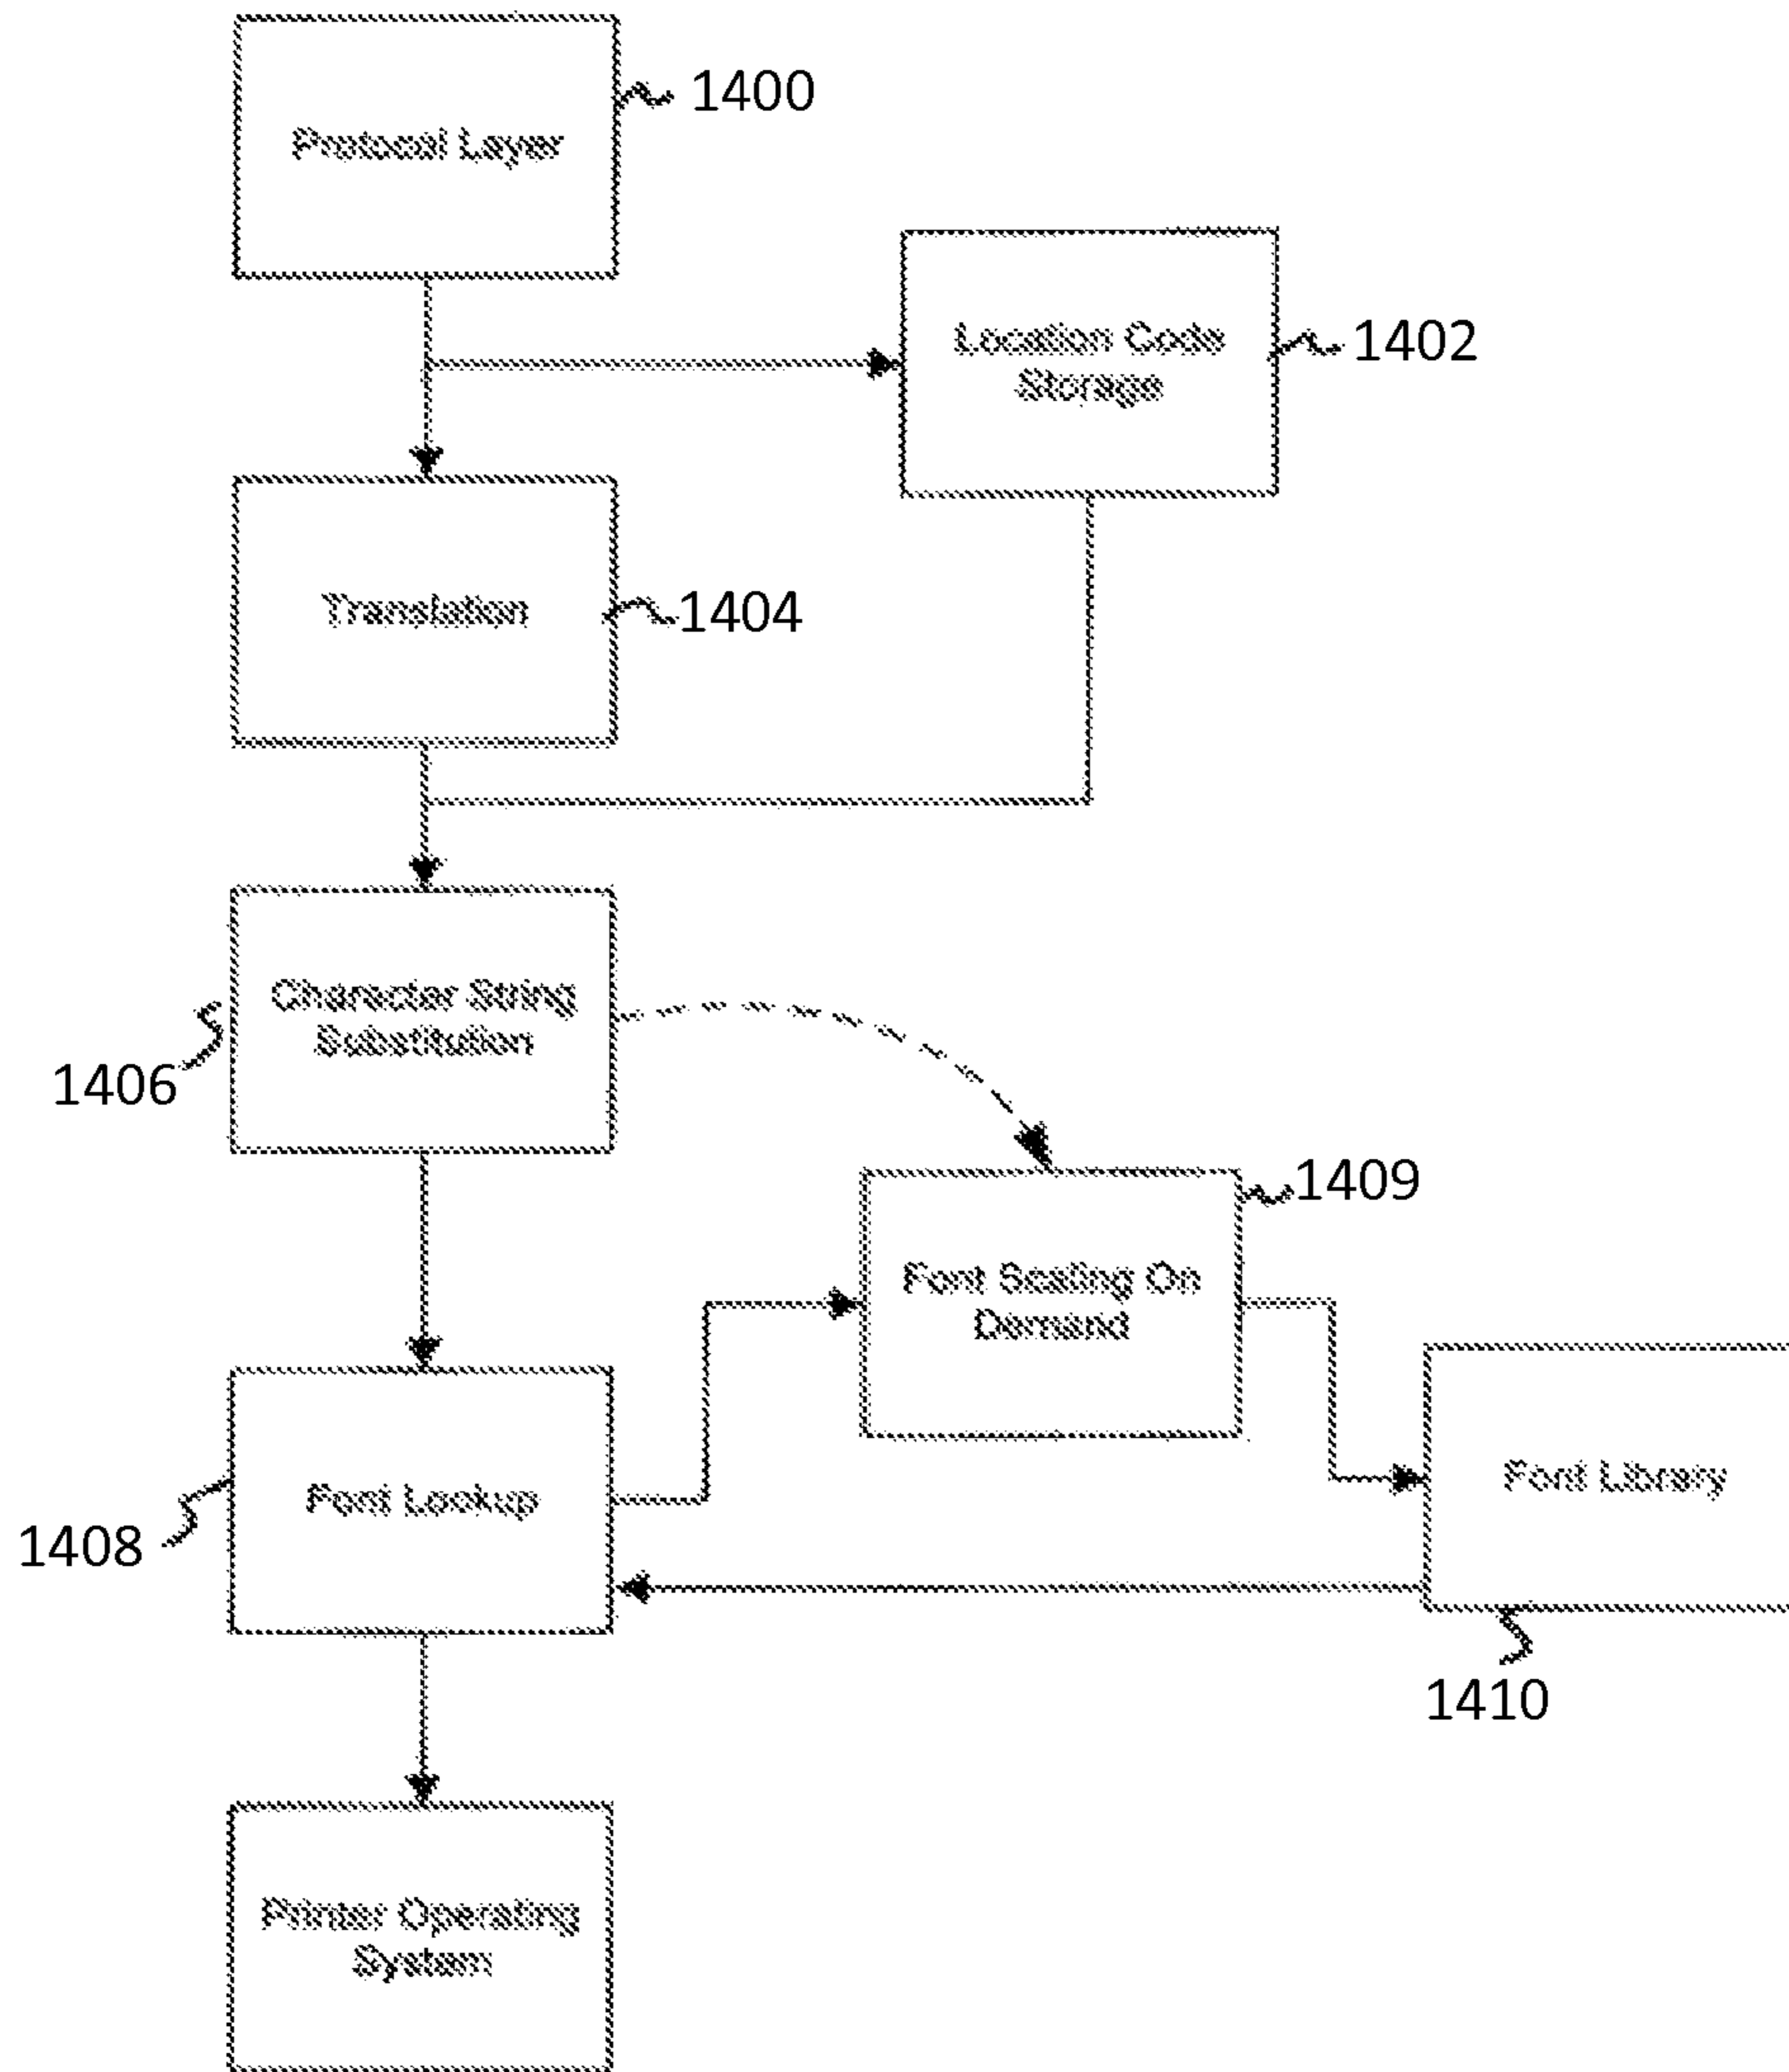 1400
Protocal Layer
Location Code
Storage
1402
Translation
1404
Character String
Substitution
1406
1409
Font Scaling On
Demand
Font Library
Font Lookup
1408
1410
Printer Operating
System